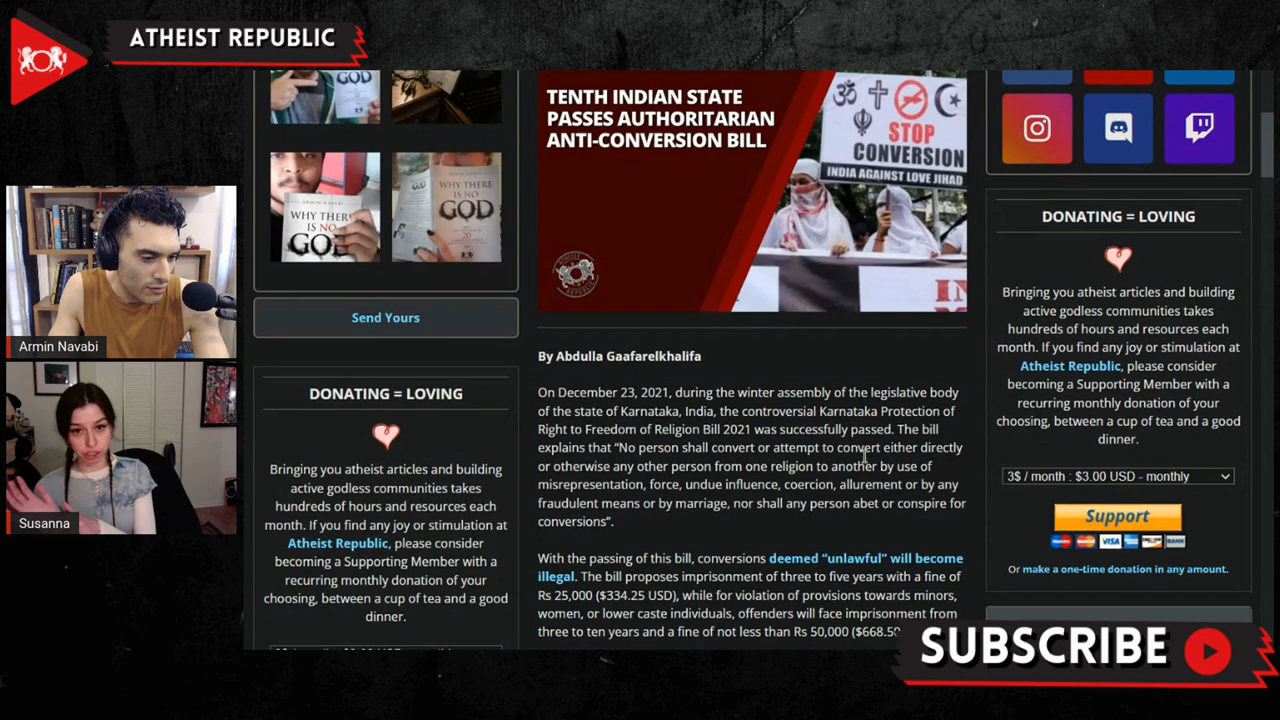 ATHEIST REPUBLIC
Armin Navabi
Susanna
GOD
ARMIN NAVABI
WHY THERE
IS NO
GOD
WHY THERE
IS NO
GOD
20
Send Yours
DONATING = LOVING
Bringing you atheist articles and building
active godless communities takes
hundreds of hours and resources each
month. If you find any joy or stimulation at
Atheist Republic, please consider
becoming a Supporting Member with a
recurring monthly donation of your
choosing, between a cup of tea and a good
dinner.
TENTH INDIAN STATE
PASSES AUTHORITARIAN
ANTI-CONVERSION BILL
STOP
CONVERSION
INDIA AGAINST LOVE JIHAD
By Abdulla Gaafarelkhalifa
On December 23, 2021, during the winter assembly of the legislative body
of the state of Karnataka, India, the controversial Karnataka Protection of
Right to Freedom of Religion Bill 2021 was successfully passed. The bill
explains that “No person shall convert or attempt to convert either directly
or otherwise any other person from one religion to another by use of
misrepresentation, force, undue influence, coercion, allurement or by any
fraudulent means or by marriage, nor shall any person abet or conspire for
conversions”.
With the passing of this bill, conversions deemed “unlawful” will become
illegal. The bill proposes imprisonment of three to five years with a fine of
Rs 25,000 ($334.25 USD), while for violation of provisions towards minors,
women, or lower caste individuals, offenders will face imprisonment from
three to ten years and a fine of not less than Rs 50,000 ($668.50
DONATING = LOVING
Bringing you atheist articles and building
active godless communities takes
hundreds of hours and resources each
month. If you find any joy or stimulation at
Atheist Republic, please consider
becoming a Supporting Member with a
recurring monthly donation of your
choosing, between a cup of tea and a good
dinner.
3$ / month : $3.00 USD - monthly
Support
VISA
BANK
Or make a one-time donation in any amount.
SUBSCRIBE